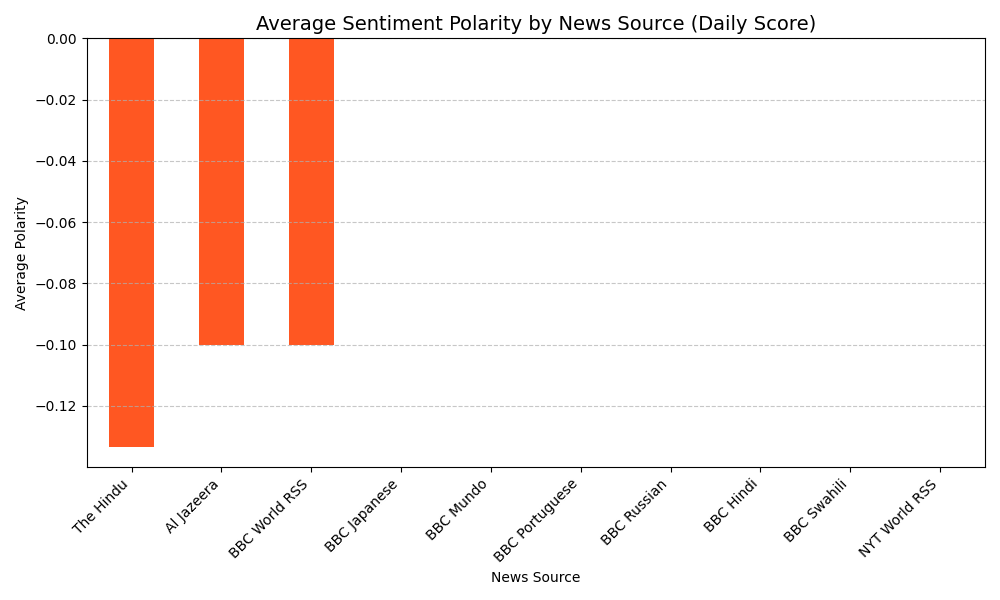 Average Sentiment Polarity by News Source (Daily Score)
Average Polarity
0.00
−0.02
−0.04
−0.06
−0.08
−0.10
−0.12
The Hindu
Al Jazeera
BBC World RSS
BBC Japanese
BBC Mundo
BBC Portuguese
BBC Russian
BBC Hindi
BBC Swahili
NYT World RSS
News Source